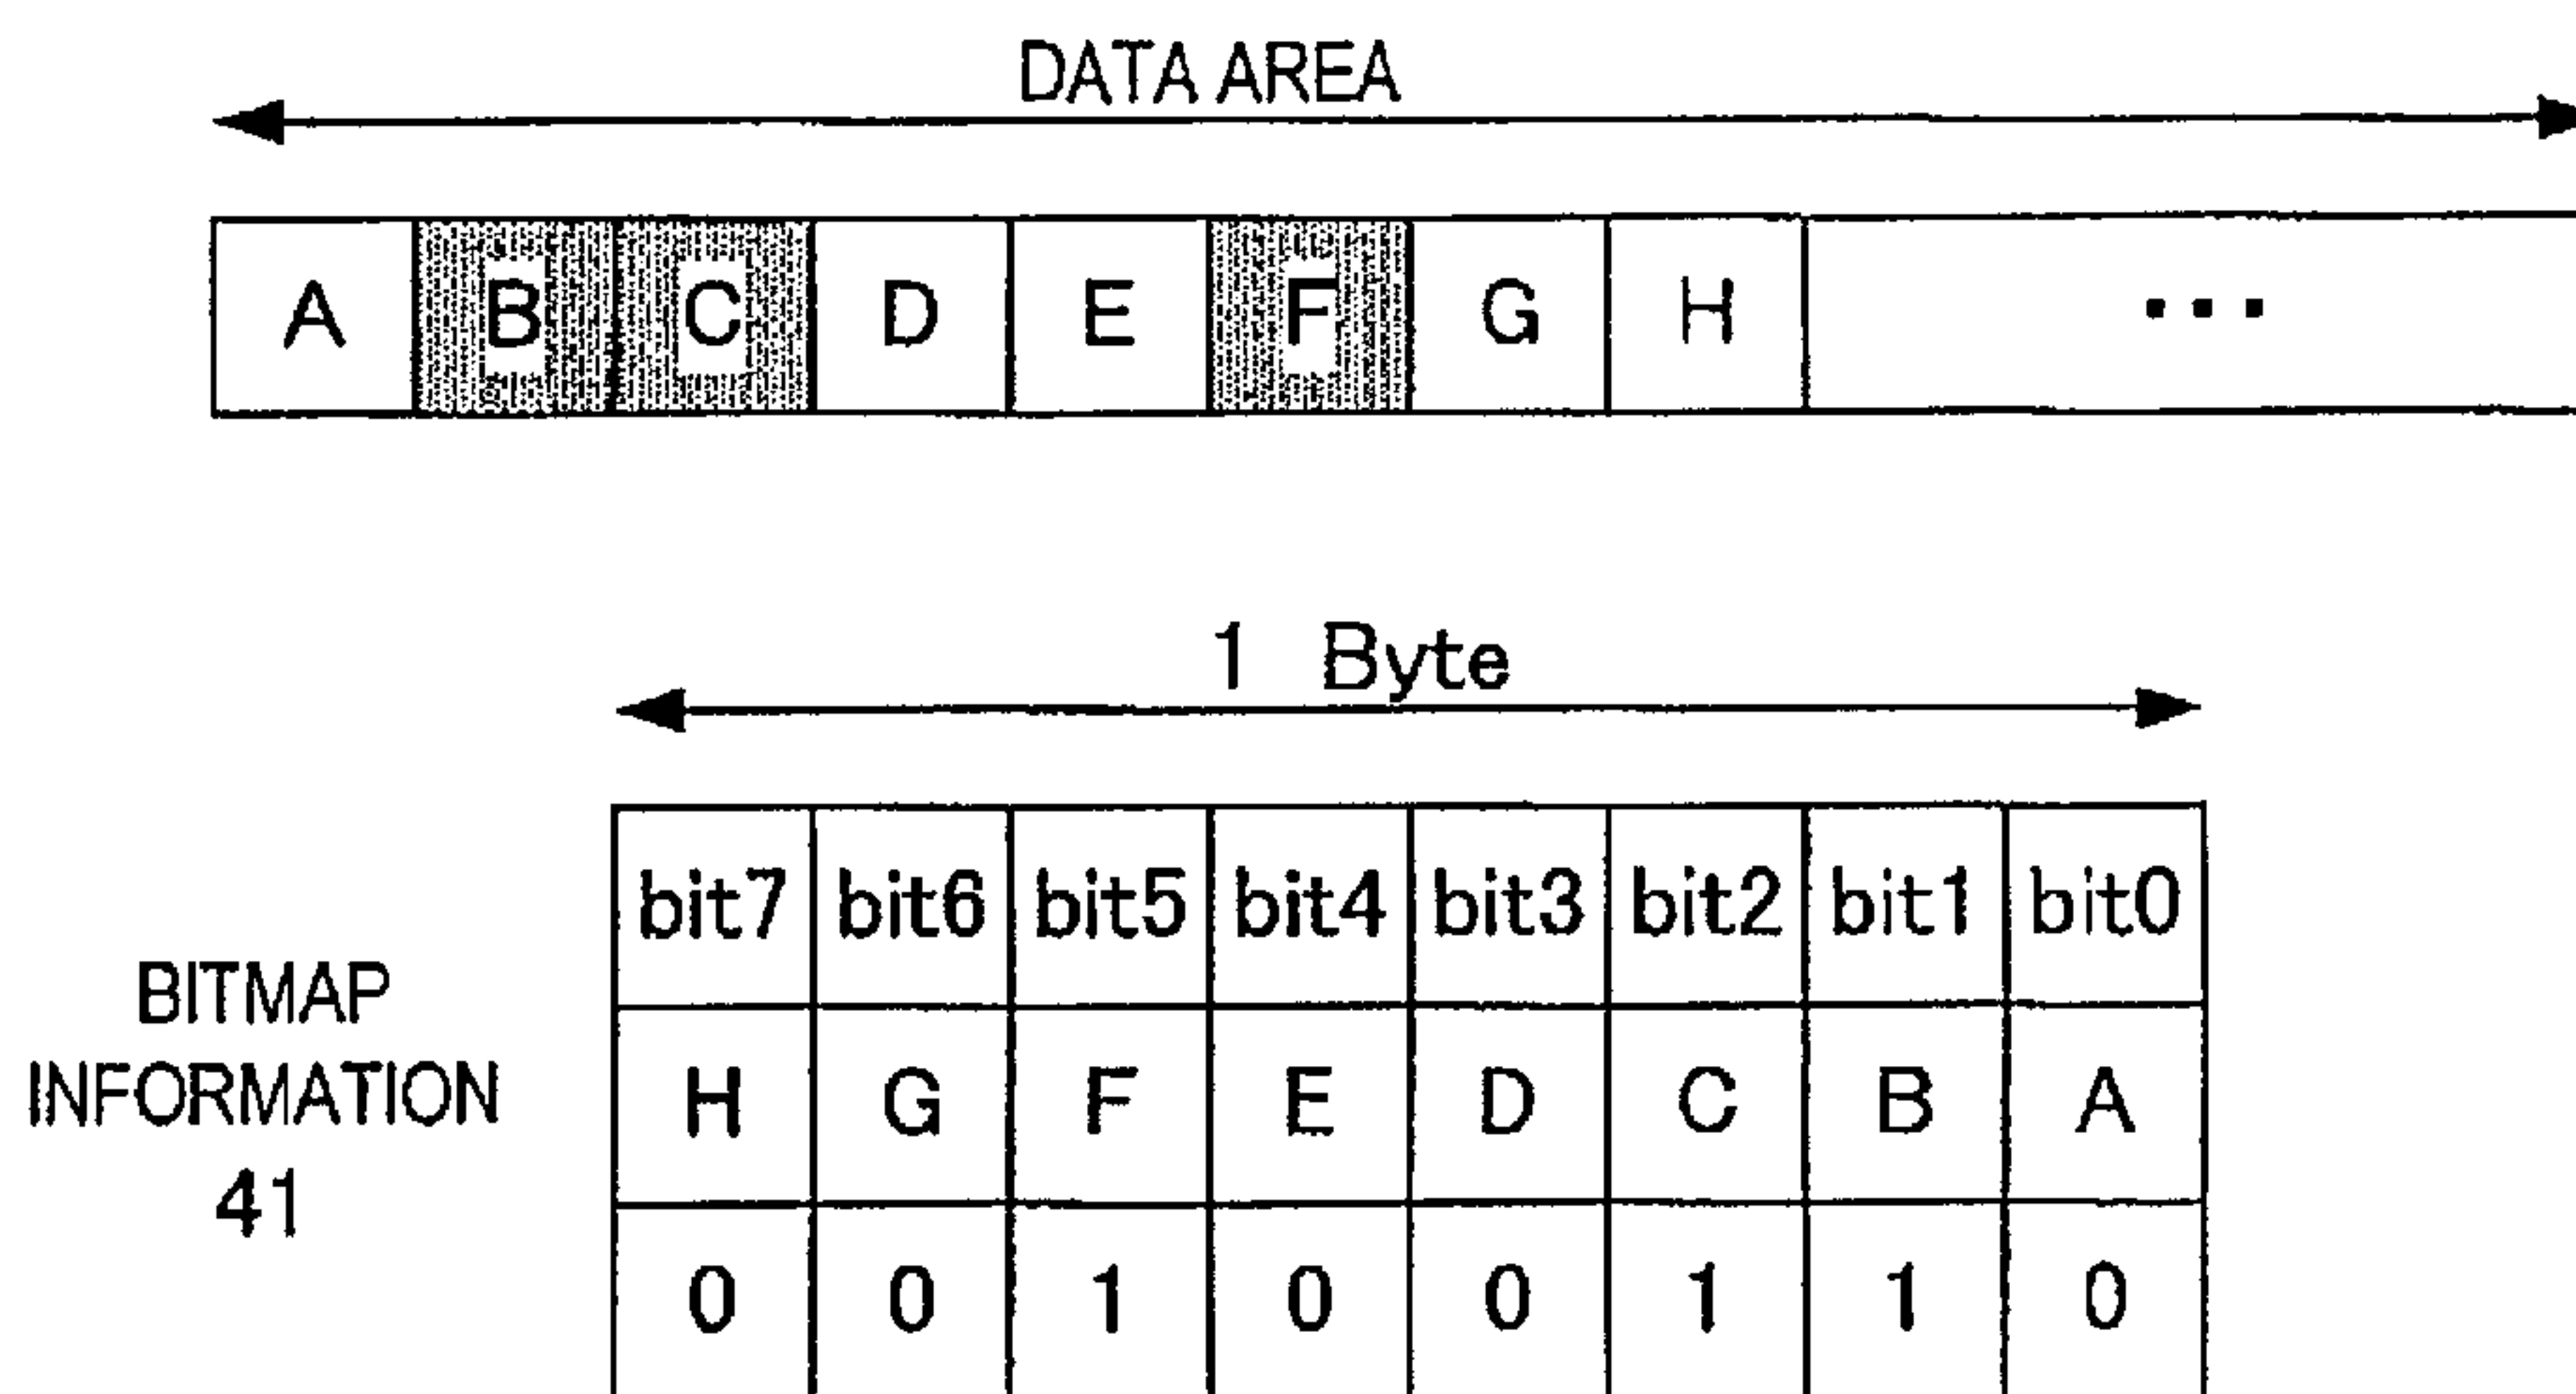 DATA AREA
A B C D E F G H ...
1 Byte
bit7 bit6 bit5 bit4 bit3 bit2 bit1 bit0
BITMAP
INFORMATION
41
H G F E D C B A
0 0 1 0 0 1 1 0